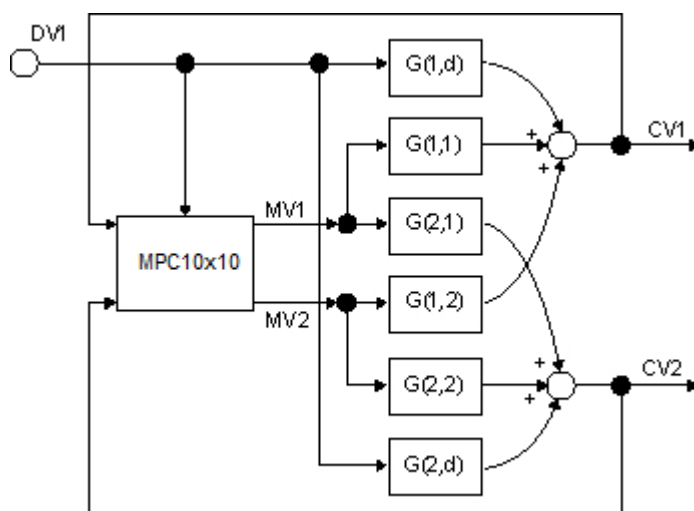 DV1
G(1,d)
+
CV1
G(1,1)
+
MV1
G(2,1)
MPC10x10
G(1,2)
MV2
+
CV2
G(2,2)
+
G(2,d)